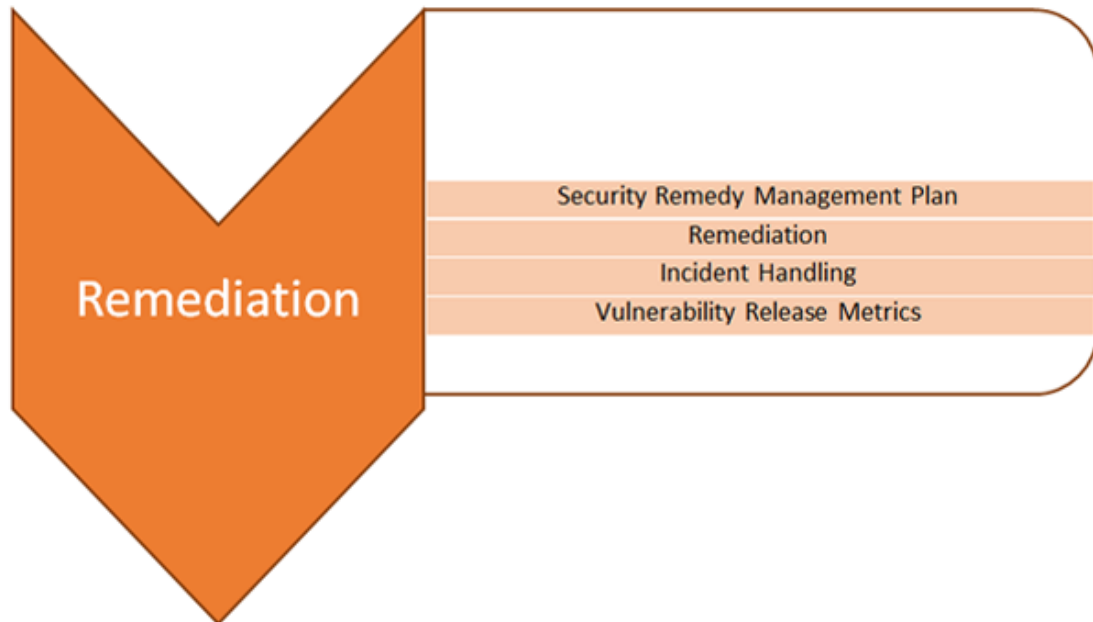 Remediation
Security Remedy Management Plan
Remediation
Incident Handling
Vulnerability Release Metrics